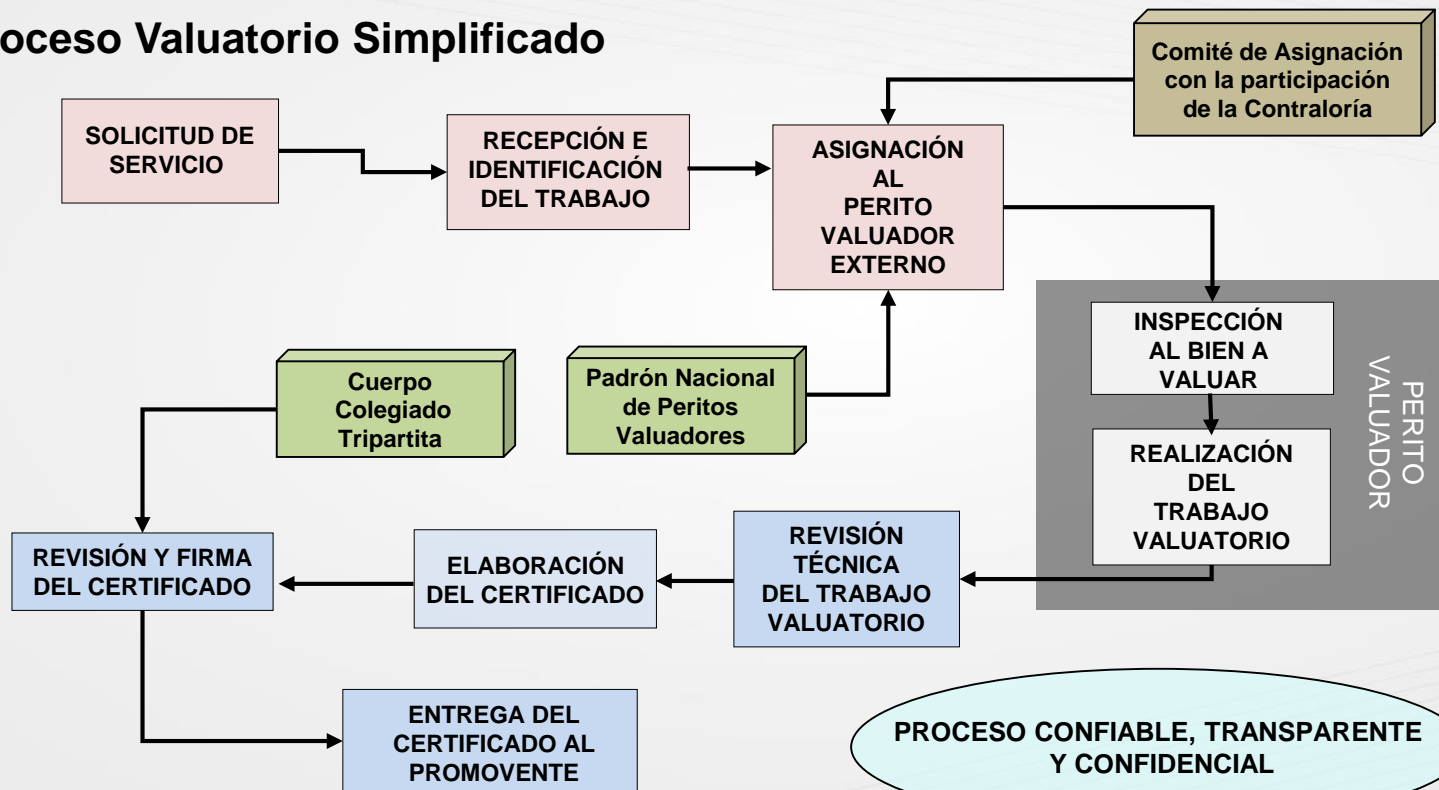 oceso Valuatorio Simplificado
Comité de Asignación
con la participación
de la Contraloría
SOLICITUD DE
SERVICIO
RECEPCIÓN E
IDENTIFICACIÓN
DEL TRABAJO
ASIGNACIÓN
AL
PERITO
VALUADOR
EXTERNO
INSPECCIÓN
AL BIEN A
VALUAR
PERITO
VALUADOR
Cuerpo
Colegiado
Tripartita
Padrón Nacional
de Peritos
Valuadores
REALIZACIÓN
DEL
TRABAJO
VALUATORIO
REVISIÓN Y FIRMA
DEL CERTIFICADO
ELABORACIÓN
DEL CERTIFICADO
REVISIÓN
TÉCNICA
DEL TRABAJO
VALUATORIO
ENTREGA DEL
CERTIFICADO AL
PROMOVENTE
PROCESO CONFIABLE, TRANSPARENTE
Y CONFIDENCIAL